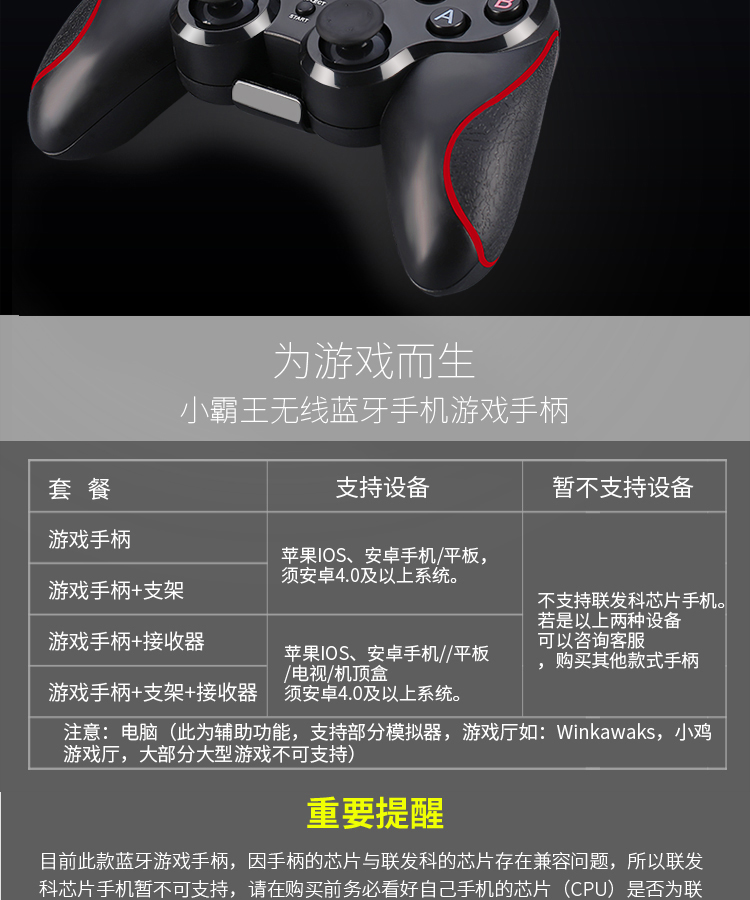 START
A
B
为游戏而生
小霸王无线蓝牙手机游戏手柄
套 餐
支持设备
暂不支持设备
游戏手柄
游戏手柄+支架
苹果IOS、安卓手机/平板，
须安卓4.0及以上系统。
游戏手柄+接收器
游戏手柄+支架+接收器
苹果IOS、安卓手机//平板
/电视/机顶盒
须安卓4.0及以上系统。
不支持联发科芯片手机。
若是以上两种设备
可以咨询客服
，购买其他款式手柄
注意：电脑（此为辅助功能，支持部分模拟器，游戏厅如：Winkawaks，小鸡
游戏厅，大部分大型游戏不可支持）
重要提醒
目前此款蓝牙游戏手柄，因手柄的芯片与联发科的芯片存在兼容问题，所以联发
科芯片手机暂不可支持，请在购买前务必看好自己手机的芯片（CPU）是否为联